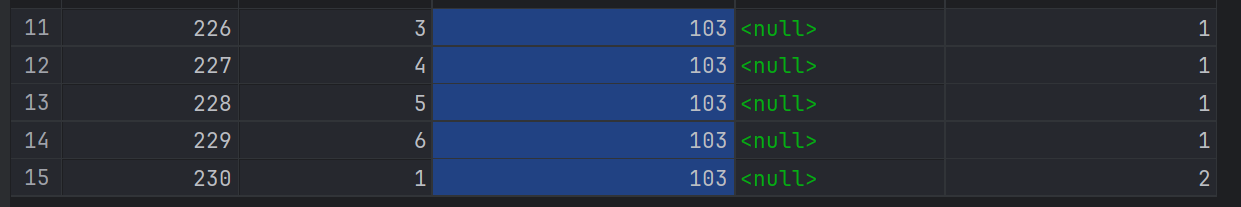 11 226 3 103 <null> 1
12 227 4 103 <null> 1
13 228 5 103 <null> 1
14 229 6 103 <null> 1
15 230 1 103 <null> 2